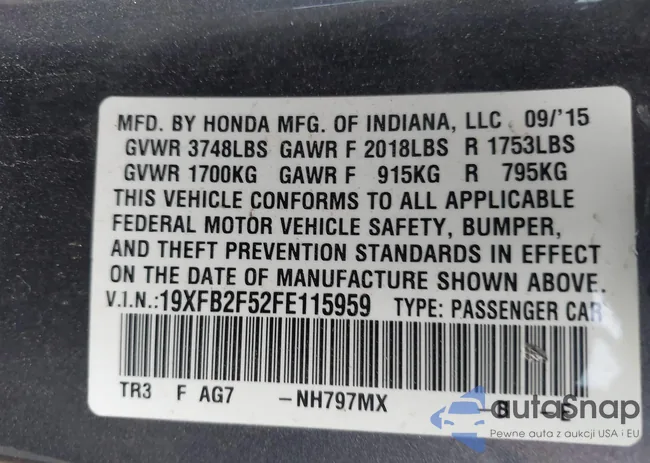 MFD. BY HONDA MFG. OF INDIANA, LLC 09/'15
GVWR 3748LBS GAWR F 2018LBS R 1753LBS
GVWR 1700KG GAWR F 915KG R 795KG
THIS VEHICLE CONFORMS TO ALL APPLICABLE
FEDERAL MOTOR VEHICLE SAFETY, BUMPER,
AND THEFT PREVENTION STANDARDS IN EFFECT
ON THE DATE OF MANUFACTURE SHOWN ABOVE.
V.I.N.:19XFB2F52FE115959 TYPE: PASSENGER CAR
TR3 F AG7 -NH797MX -B E
autoSnap
Pewne auta z aukcji USA i EU